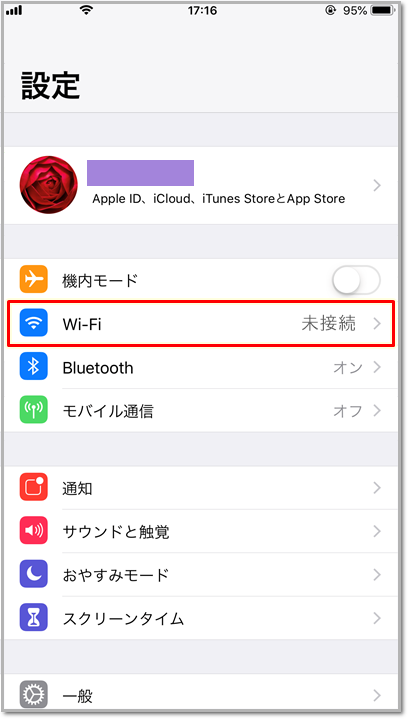 17:16 95%
設定
Apple ID、iCloud、iTunes StoreとApp Store
機内モード
Wi-Fi 未接続
Bluetooth オン
モバイル通信 オフ
通知
サウンドと触覚
おやすみモード
スクリーンタイム
一般